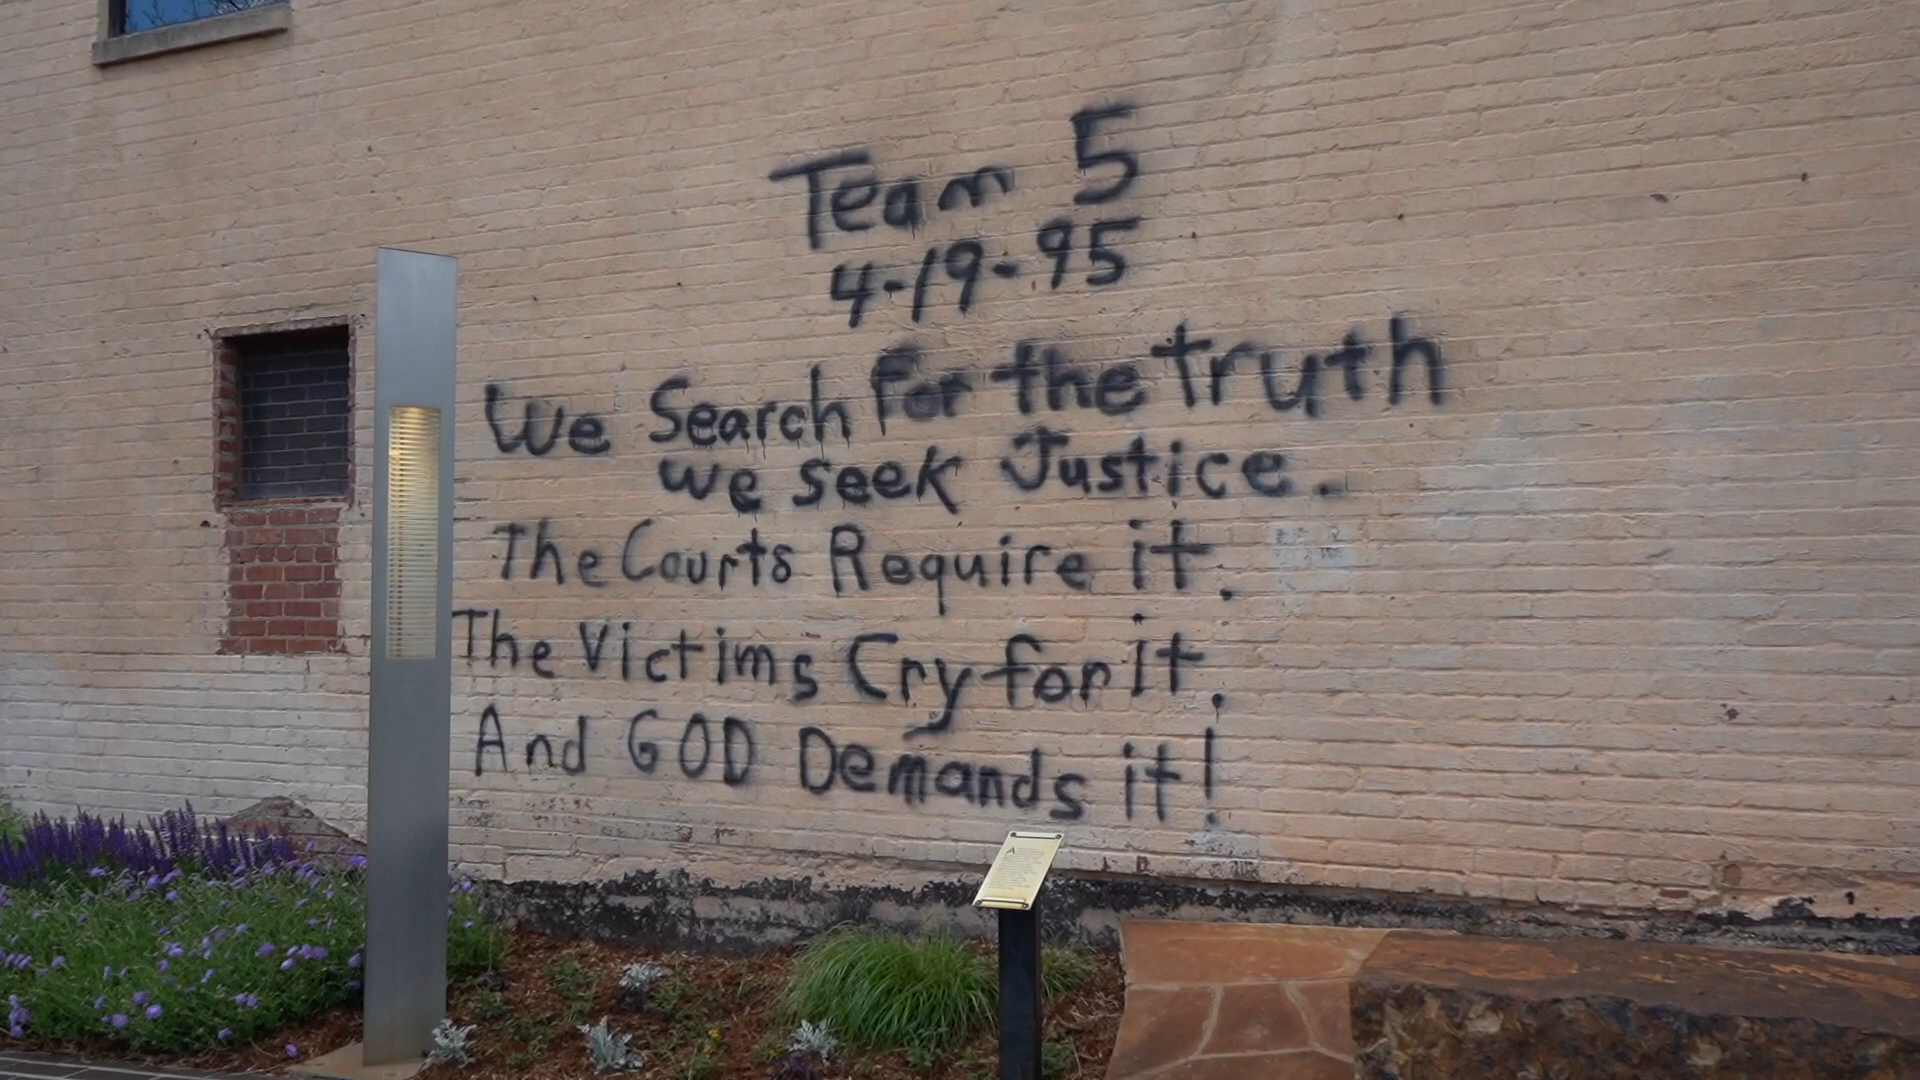 Team 5
4-19-95
We Search for the truth
we seek Justice.
The Courts Require it.
The Victims Cry for it.
And GOD Demands it!